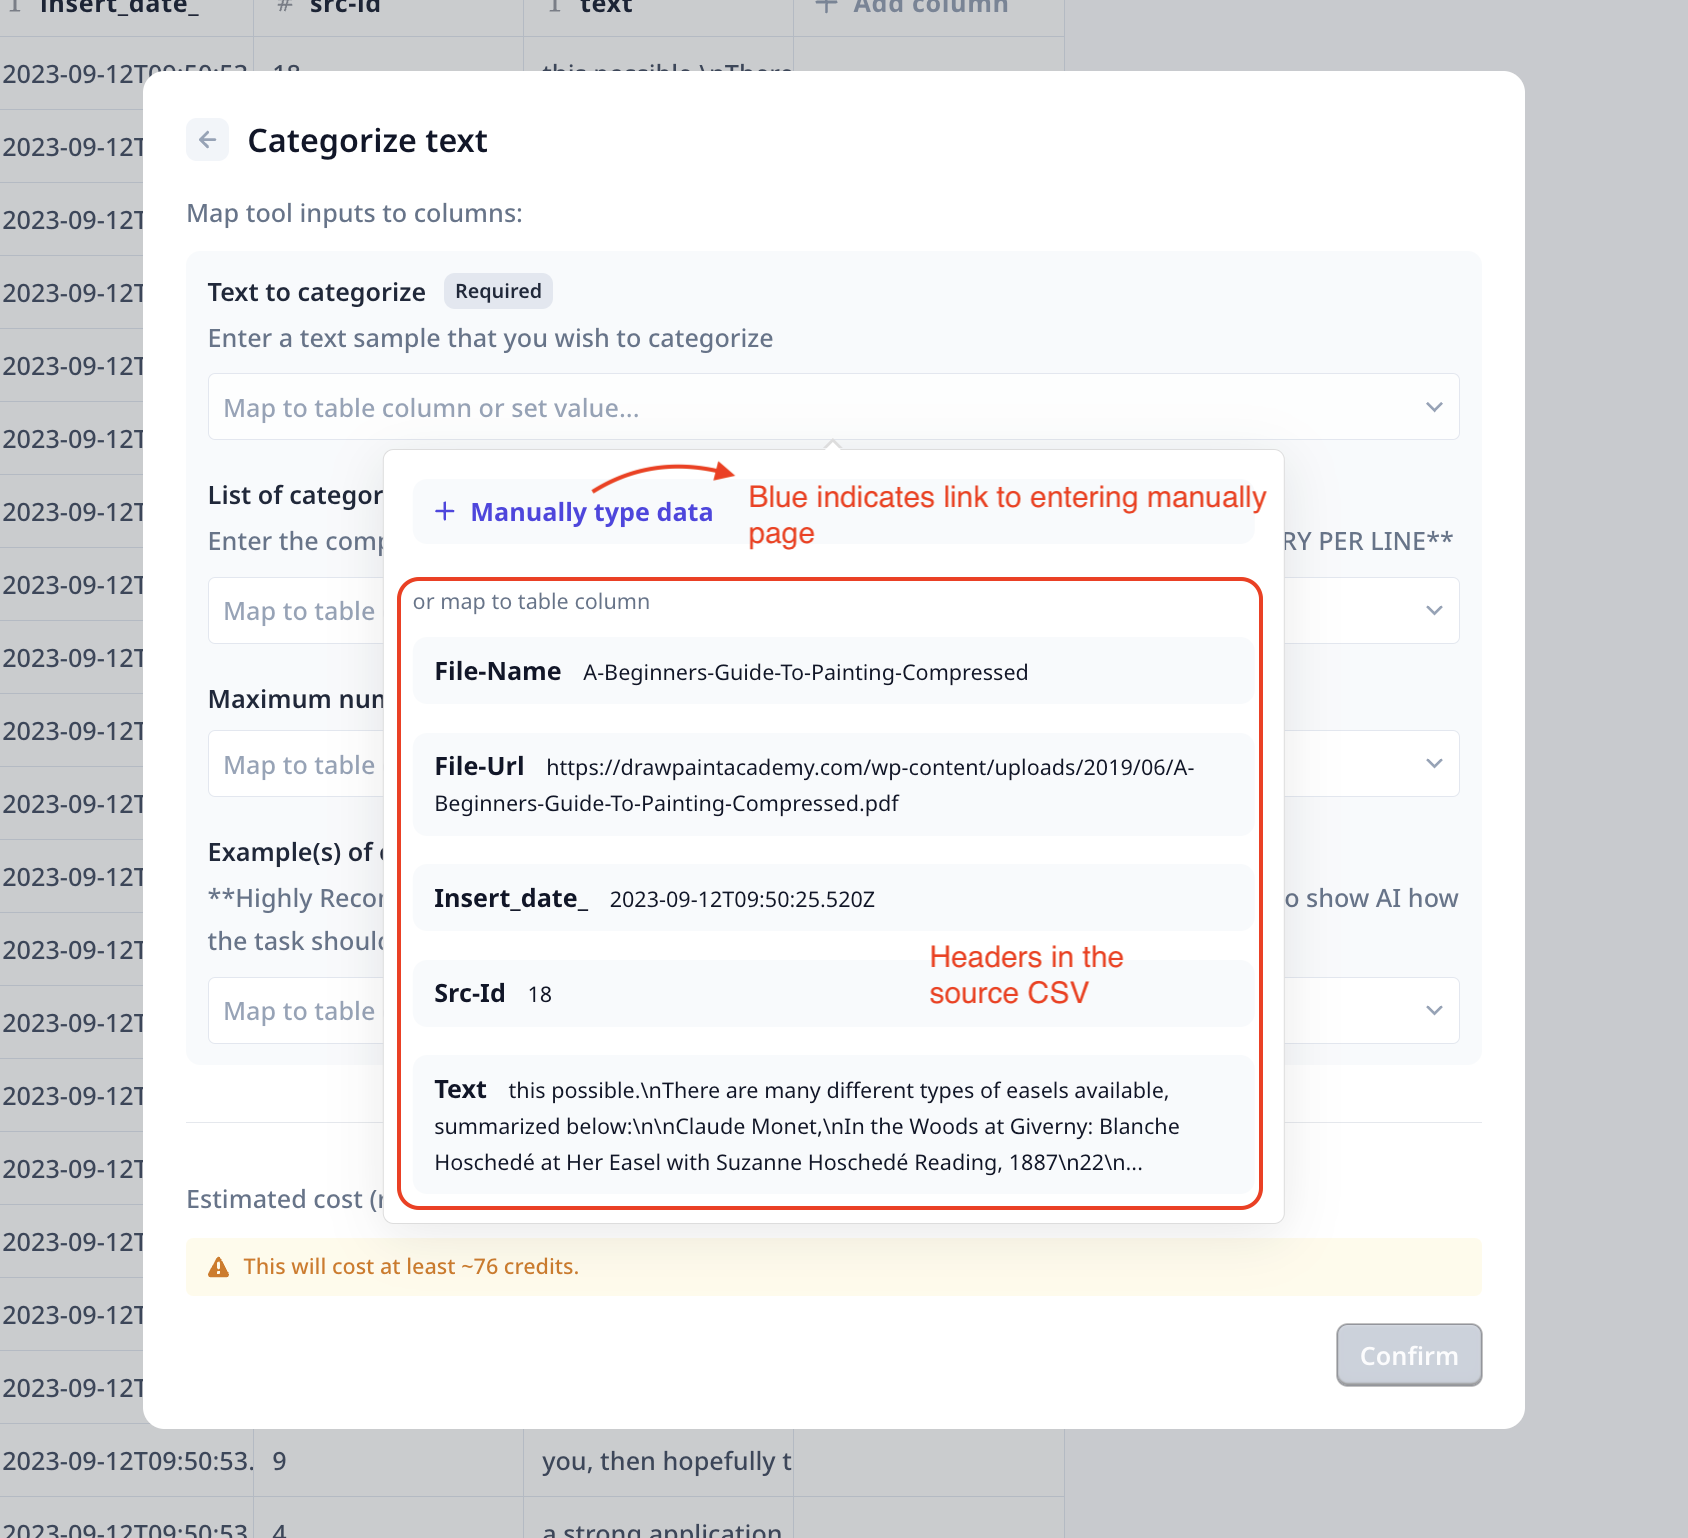 insert_date_ # src-id text + Add column
2023-09-12T09:50:53 18 this possible.\nThere
Categorize text
2023-09-12T
Map tool inputs to columns:
2023-09-12T
Text to categorize Required
2023-09-12T
Enter a text sample that you wish to categorize
2023-09-12T
Map to table column or set value...
2023-09-12T
List of categor
+ Manually type data
Blue indicates link to entering manually
page
2023-09-12T
Enter the comp
RY PER LINE**
2023-09-12T
or map to table column
Map to table
2023-09-12T
File-Name A-Beginners-Guide-To-Painting-Compressed
Maximum num
2023-09-12T
File-Url https://drawpaintacademy.com/wp-content/uploads/2019/06/A-
Beginners-Guide-To-Painting-Compressed.pdf
Map to table
2023-09-12T
Example(s) of
2023-09-12T
**Highly Recor
o show AI how
Insert_date_ 2023-09-12T09:50:25.520Z
the task should
2023-09-12T
Headers in the
source CSV
Src-Id 18
Map to table
2023-09-12T
2023-09-12T
Text this possible.\nThere are many different types of easels available,
summarized below:\n\nClaude Monet,\nIn the Woods at Giverny: Blanche
Hoschedé at Her Easel with Suzanne Hoschedé Reading, 1887\n22\n...
2023-09-12T
Estimated cost (
2023-09-12T
This will cost at least ~76 credits.
2023-09-12T
Confirm
2023-09-12T
2023-09-12T09:50:53. 9 you, then hopefully t
2023-09-12T09:50:53 4 a strong application